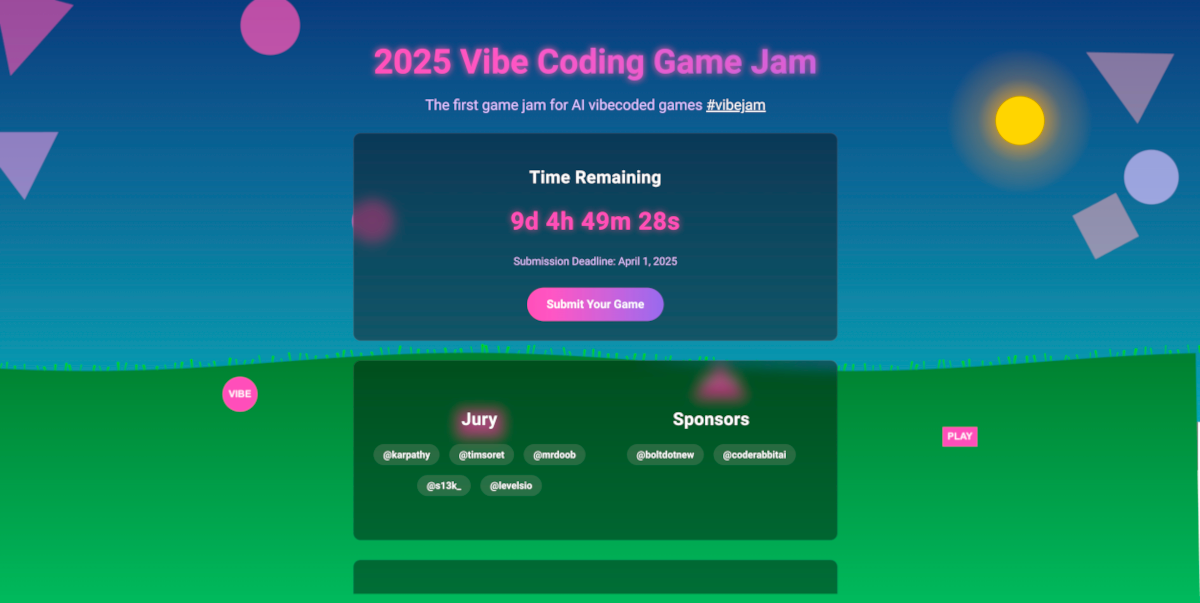 2025 Vibe Coding Game Jam
The first game jam for AI vibecoded games #vibejam
Time Remaining
9d 4h 49m 28s
Submission Deadline: April 1, 2025
Submit Your Game
VIBE
PLAY
Jury
@karpathy @timsoret @mrdoob
@s13k_ @levelsio
Sponsors
@boltdotnew @coderabbitai